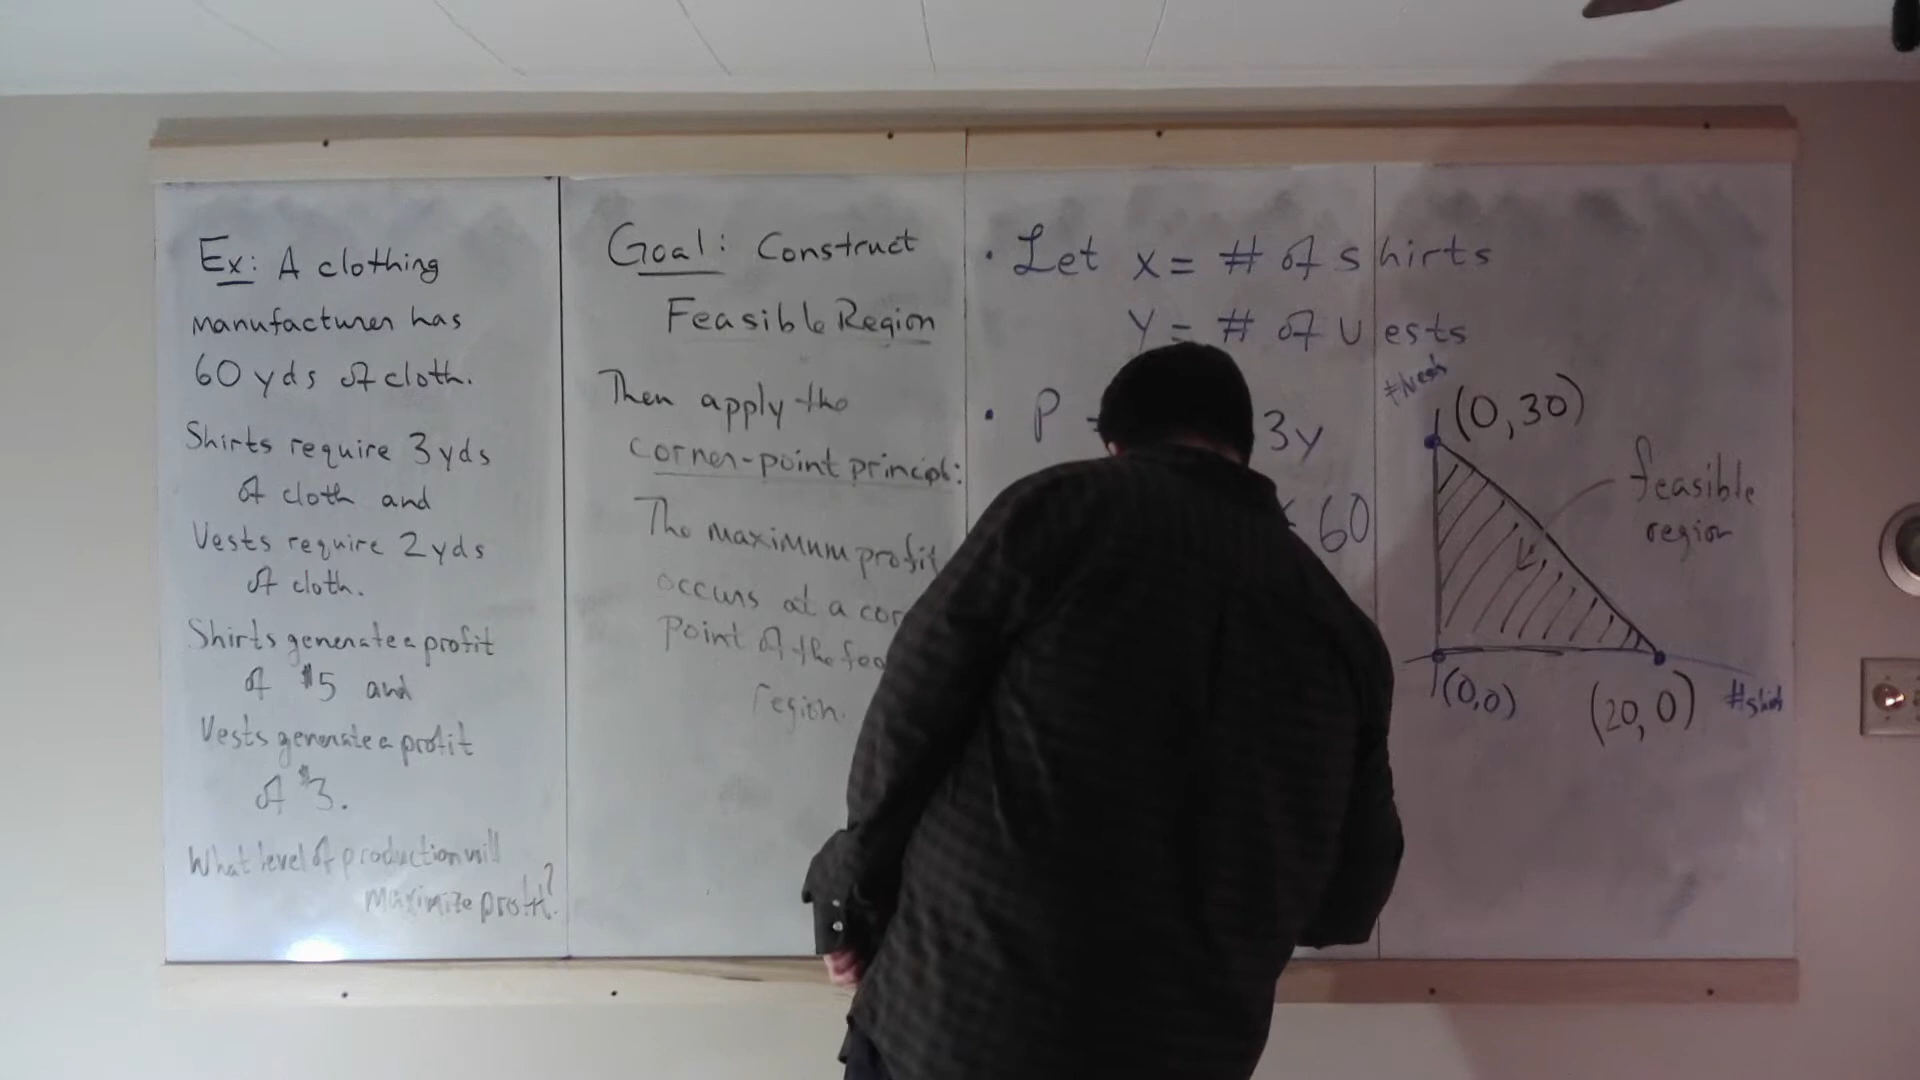 Ex: A clothing
manufacturer has
60 yds of cloth.
Shirts require 3 yds
of cloth and
Vests require 2 yds
of cloth.
Shirts generate a profit
of $5 and
Vests generate a profit
of $3.
What level of production will
maximize profit?
Goal: Construct
Feasible Region
Then apply the
corner-point principle:
The maximum profit
occurs at a cor
point of the fea
region.
• Let x = # of shirts
y = # of vests
• P = 3y
60
(0,30)
feasible
region
(0,0)
(20,0)